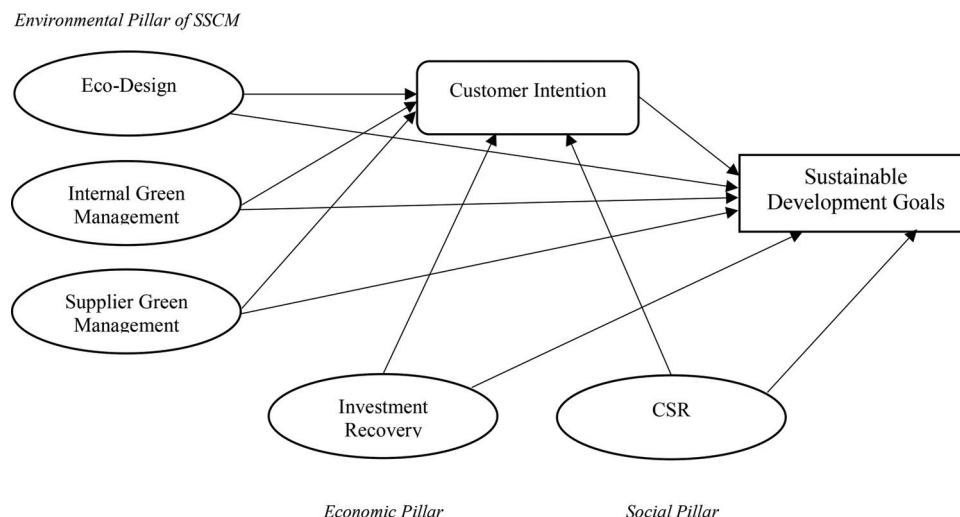 Environmental Pillar of SSCM
Eco-Design
Customer Intention
Internal Green
Management
Sustainable
Development Goals
Supplier Green
Management
Investment
Recovery
CSR
Economic Pillar
Social Pillar